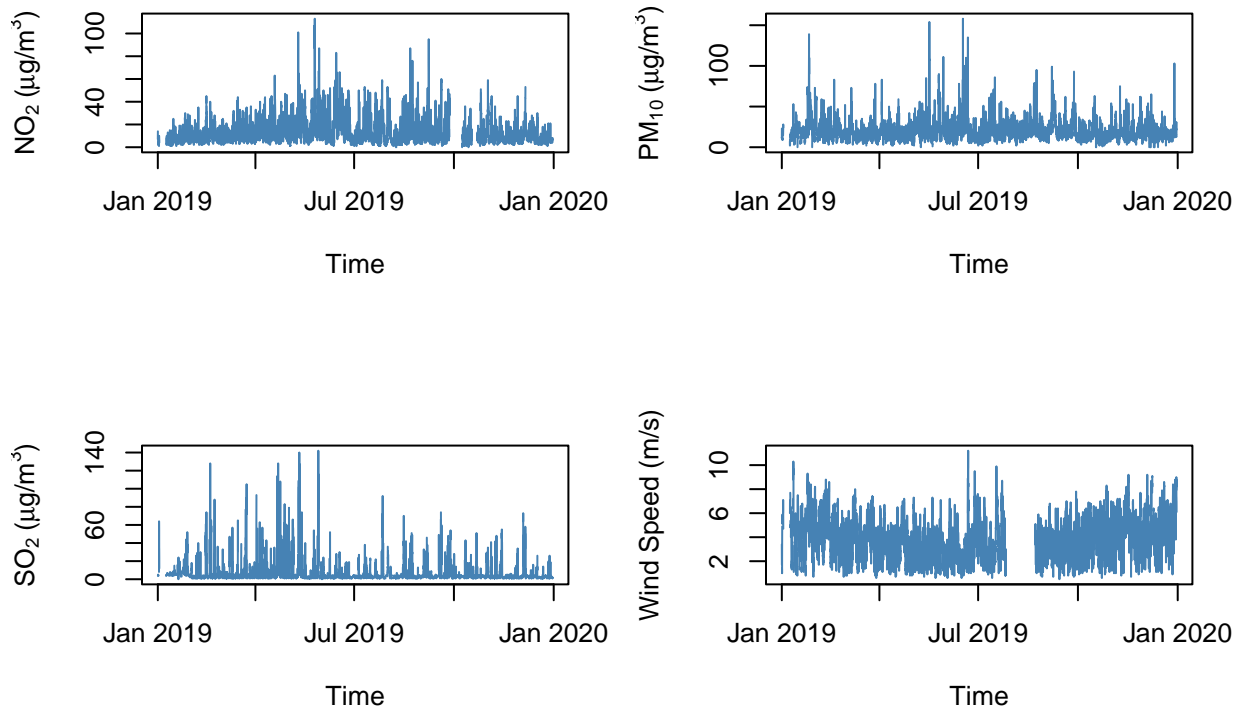 NO₂ (μg/m³)
100
40
0
Jan 2019 Jul 2019 Jan 2020
Time
PM₁₀ (μg/m³)
100
0
Jan 2019 Jul 2019 Jan 2020
Time
SO₂ (μg/m³)
140
60
0
Jan 2019 Jul 2019 Jan 2020
Time
Wind Speed (m/s)
10
6
2
Jan 2019 Jul 2019 Jan 2020
Time